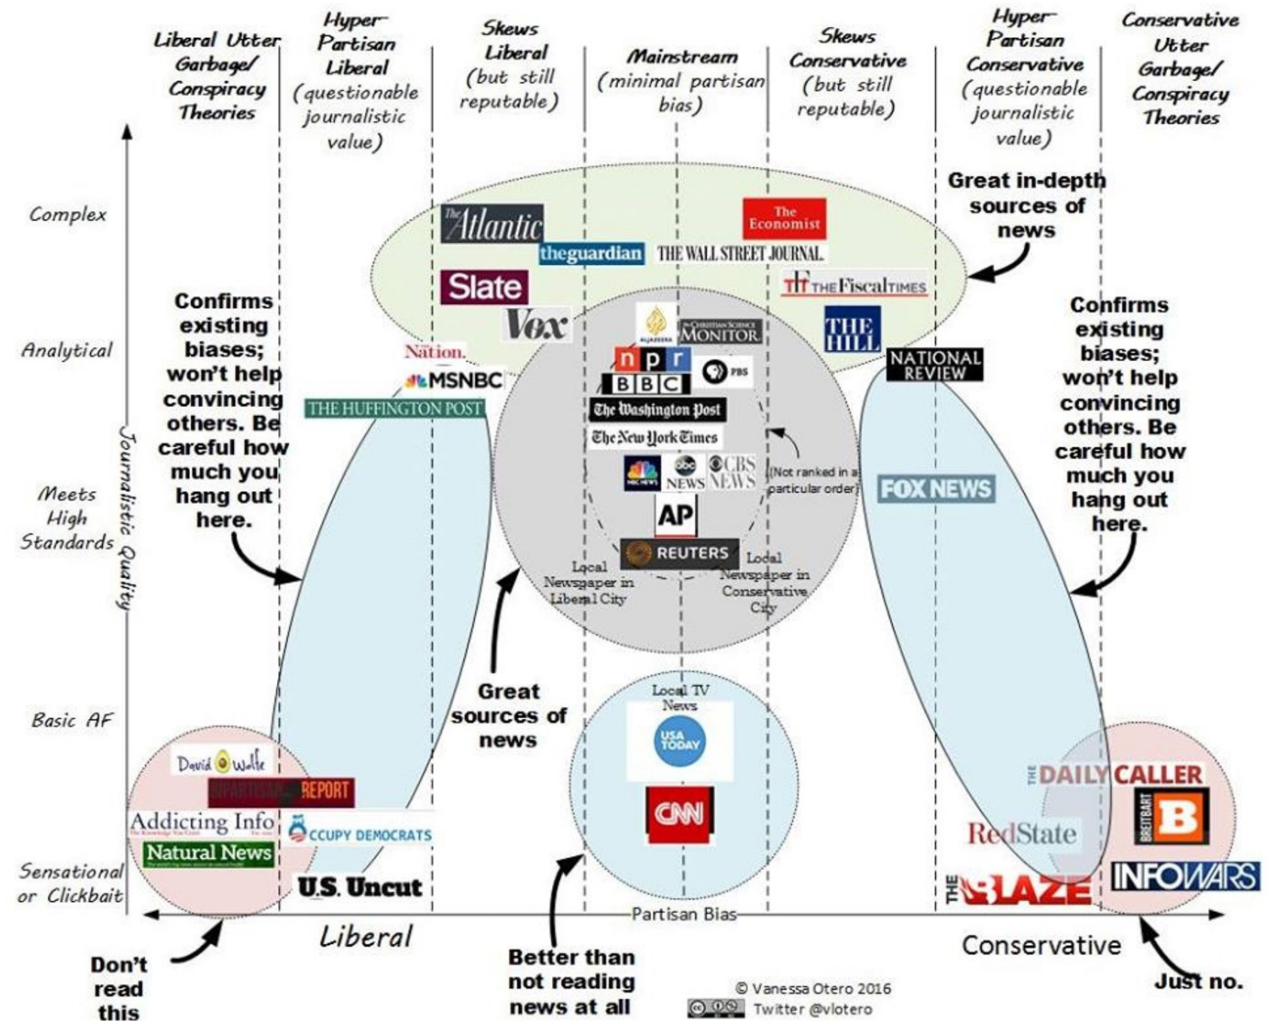 Liberal Utter
Garbage/
Conspiracy
Theories
Hyper-
Partisan
Liberal
(questionable
journalistic
value)
Skews
Liberal
(but still
reputable)
Mainstream
(minimal partisan
bias)
Skews
Conservative
(but still
reputable)
Hyper-
Partisan
Conservative
(questionable
journalistic
value)
Conservative
Utter
Garbage/
Conspiracy
Theories
Complex
Analytical
Meets
High
Standards
Basic AF
Sensational
or Clickbait
Journalistic Quality
Great in-depth
sources of
news
The Atlantic
theguardian
Slate
Vox
The
Economist
THE WALL STREET JOURNAL.
TFT THE FISCAL TIMES
THE
HILL
Confirms
existing
biases;
won't help
convincing
others. Be
careful how
much you
hang out
here.
The Nation.
MSNBC
THE HUFFINGTON POST
ALJAZEERA
The CHRISTIAN SCIENCE
MONITOR
npr
BBC
PBS
The Washington Post
The New York Times
NBC NEWS
abc
NEWS
CBS
NEWS
AP
REUTERS
(Not ranked in a
particular order)
Local
Newspaper in
Liberal City
Local
Newspaper in
Conservative
City
NATIONAL
REVIEW
FOX NEWS
Confirms
existing
biases;
won't help
convincing
others. Be
careful how
much you
hang out
here.
Great
sources of
news
Local TV
News
USA
TODAY
CNN
David Wolfe
BIPARTISAN REPORT
Addicting Info
Natural News
OCCUPY DEMOCRATS
U.S. Uncut
THE DAILY CALLER
RedState
BREITBART
B
THE BLAZE
INFOWARS
Partisan Bias
Liberal
Conservative
Don't
read
this
Better than
not reading
news at all
Just no.
© Vanessa Otero 2016
Twitter @vlotero